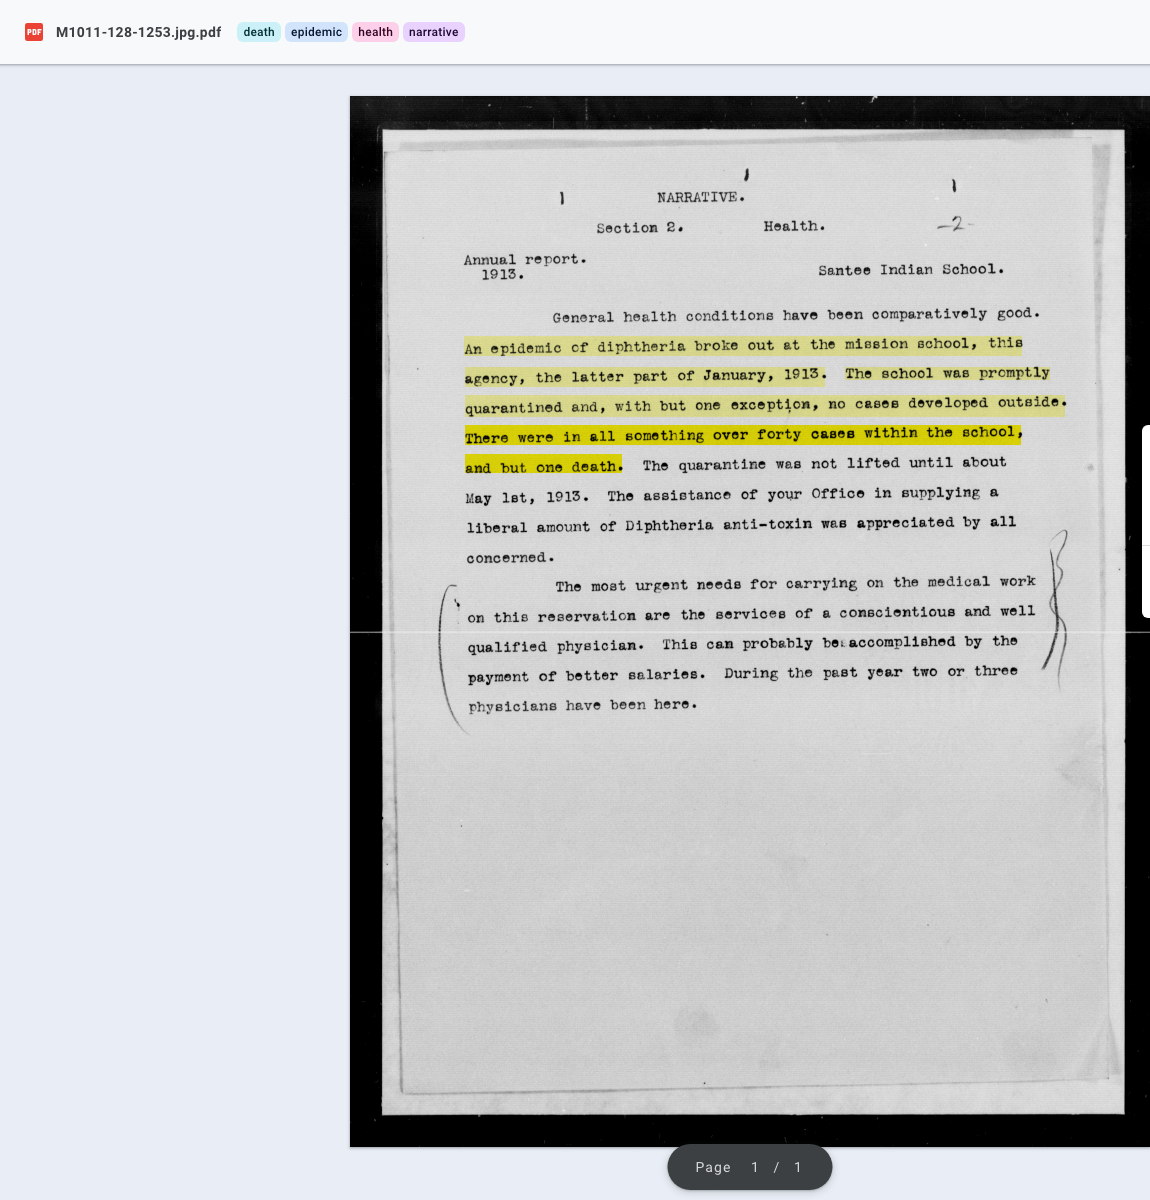 PDF M1011-128-1253.jpg.pdf death epidemic health narrative
NARRATIVE.
Section 2. Health. -2-
Annual report.
1913.
Santee Indian School.
General health conditions have been comparatively good.
An epidemic of diphtheria broke out at the mission school, this
agency, the latter part of January, 1913. The school was promptly
quarantined and, with but one exception, no cases developed outside.
There were in all something over forty cases within the school,
and but one death. The quarantine was not lifted until about
May 1st, 1913. The assistance of your Office in supplying a
liberal amount of Diphtheria anti-toxin was appreciated by all
concerned.
The most urgent needs for carrying on the medical work
on this reservation are the services of a conscientious and well
qualified physician. This can probably be accomplished by the
payment of better salaries. During the past year two or three
physicians have been here.
Page 1 / 1